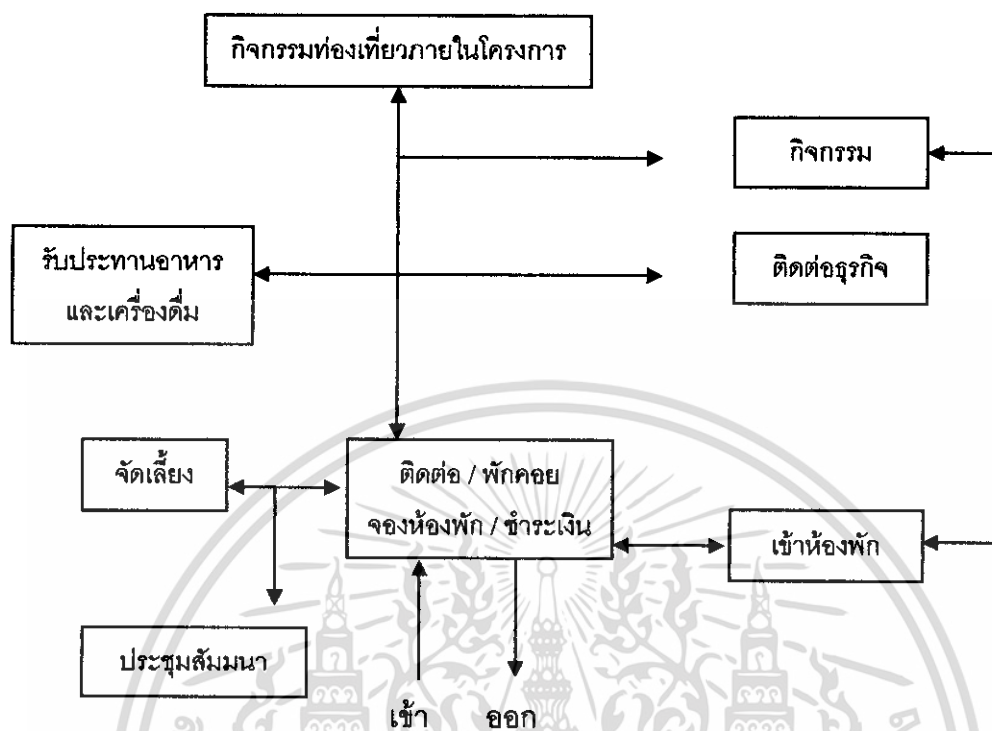 กิจกรรมท่องเที่ยวภายในโครงการ
กิจกรรม
รับประทานอาหาร
และเครื่องดื่ม
ติดต่อธุรกิจ
จัดเลี้ยง
ติดต่อ / พักคอย
จองห้องพัก / ชำระเงิน
เข้าห้องพัก
ประชุมสัมมนา
เข้า
ออก